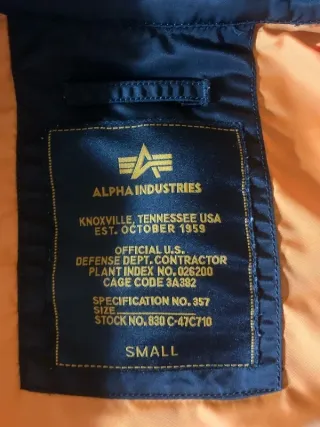 ALPHA INDUSTRIES
KNOXVILLE, TENNESSEE USA
EST. OCTOBER 1959
OFFICIAL U.S.
DEFENSE DEPT. CONTRACTOR
PLANT INDEX NO. 026200
CAGE CODE 3A382
SPECIFICATION NO. 357
SIZE
STOCK NO. 830 C-47C710
SMALL